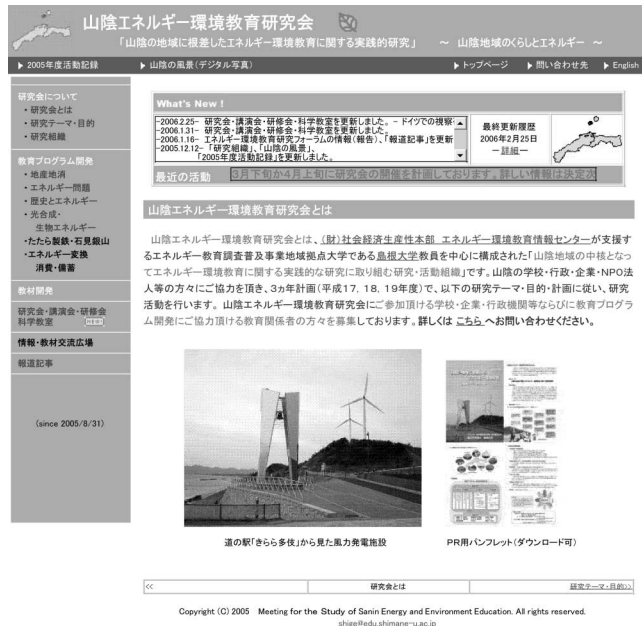 山陰エネルギー環境教育研究会
「山陰の地域に根差したエネルギー環境教育に関する実践的研究」 ～ 山陰地域のくらしとエネルギー ～
▶ 2005年度活動記録 ▶ 山陰の風景(デジタル写真) ▶ トップページ ▶ 問い合わせ先 ▶ English
研究会について
・研究会とは
・研究テーマ・目的
・研究組織
教育プログラム開発
・地産地消
・エネルギー問題
・歴史とエネルギー
・光合成・
生物エネルギー
・たたら製鉄・石見銀山
・エネルギー変換
消費・備蓄
教材開発
研究会・講演会・研修会
科学教室
情報・教材交流広場
報道記事
(since 2005/8/31)
What's New !
-2006.2.25- 研究会・講演会・研修会・科学教室を更新しました。 - ドイツでの視察
-2006.1.31- 研究会・講演会・研修会・科学教室を更新しました。
-2006.1.16- エネルギー環境教育研究フォーラムの情報(報告)、「報道記事」を更新
-2005.12.12- 「研究組織」、「山陰の風景」、
「2005年度活動記録」を更新しました。
最終更新履歴
2006年2月25日
－詳細－
最近の活動 3月下旬か4月上旬に研究会の開催を計画しております。詳しい情報は決定次
山陰エネルギー環境教育研究会とは
山陰エネルギー環境教育研究会とは、(財)社会経済生産性本部 エネルギー環境教育情報センターが支援す
るエネルギー教育調査普及事業地域拠点大学である島根大学教員を中心に構成された「山陰地域の中核となっ
てエネルギー環境教育に関する実践的な研究に取り組む研究・活動組織」です。山陰の学校・行政・企業・NPO法
人等の方々にご協力を頂き、3ヵ年計画(平成17, 18, 19年度)で、以下の研究テーマ・目的・計画に従い、研究
活動を行います。 山陰エネルギー環境教育研究会にご参加頂ける学校・企業・行政機関等ならびに教育プログラ
ム開発にご協力頂ける教育関係者の方々を募集しております。詳しくは こちら へお問い合わせください。
道の駅「きらら多伎」から見た風力発電施設
PR用パンフレット(ダウンロード可)
<< 研究会とは 研究テーマ・目的>>
Copyright (C) 2005 Meeting for the Study of Sanin Energy and Environment Education. All rights reserved.
shige@edu.shimane-u.ac.jp